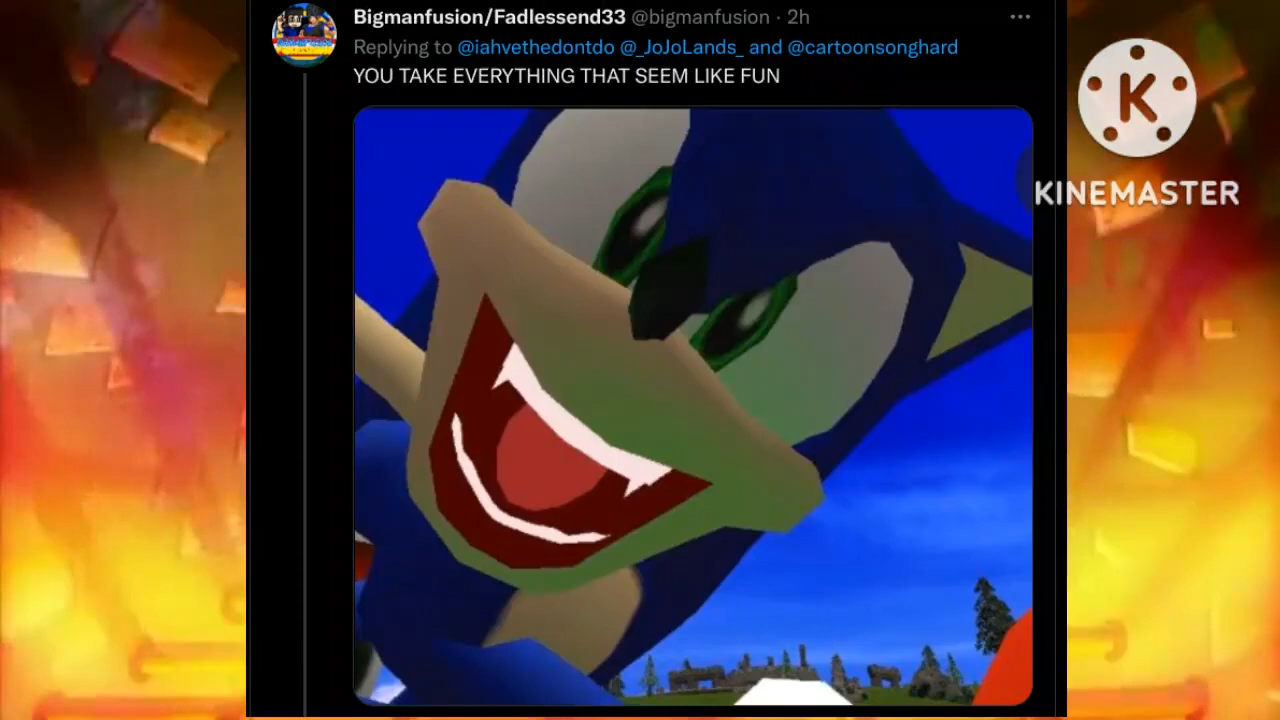 Bigmanfusion/Fadlessend33 @bigmanfusion · 2h
Replying to @iahvethedontdo @_JoJoLands_ and @cartoonsonghard
YOU TAKE EVERYTHING THAT SEEM LIKE FUN
K
KINEMASTER